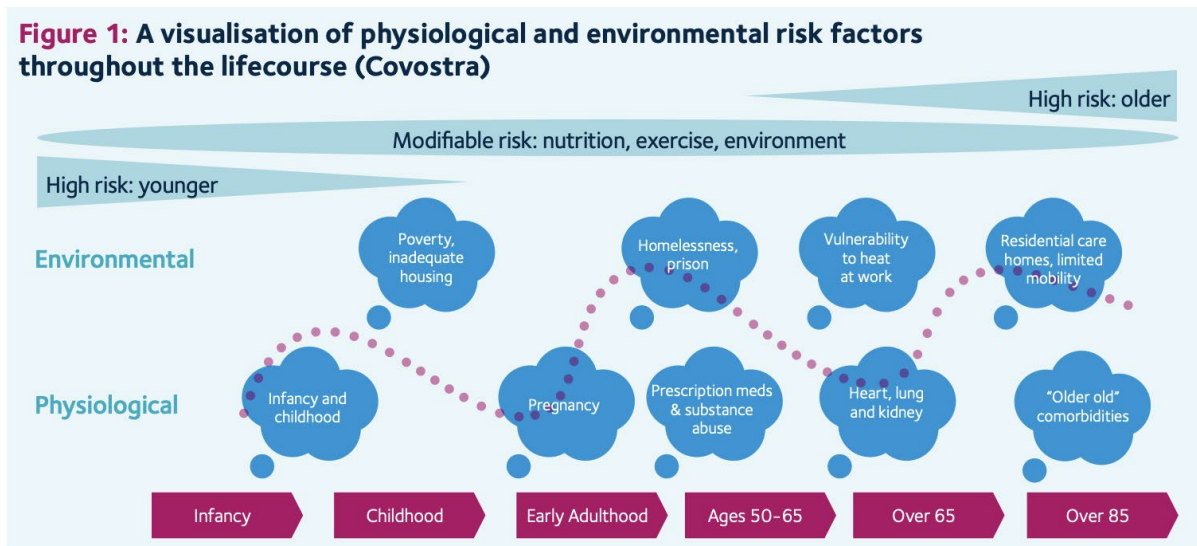 Figure 1: A visualisation of physiological and environmental risk factors
throughout the lifecourse (Covostra)
High risk: older
Modifiable risk: nutrition, exercise, environment
High risk: younger
Environmental
Poverty,
inadequate
housing
Homelessness,
prison
Vulnerability
to heat
at work
Residential care
homes, limited
mobility
Physiological
Infancy and
childhood
Pregnancy
Prescription meds
& substance
abuse
Heart, lung
and kidney
“Older old”
comorbidities
Infancy
Childhood
Early Adulthood
Ages 50-65
Over 65
Over 85